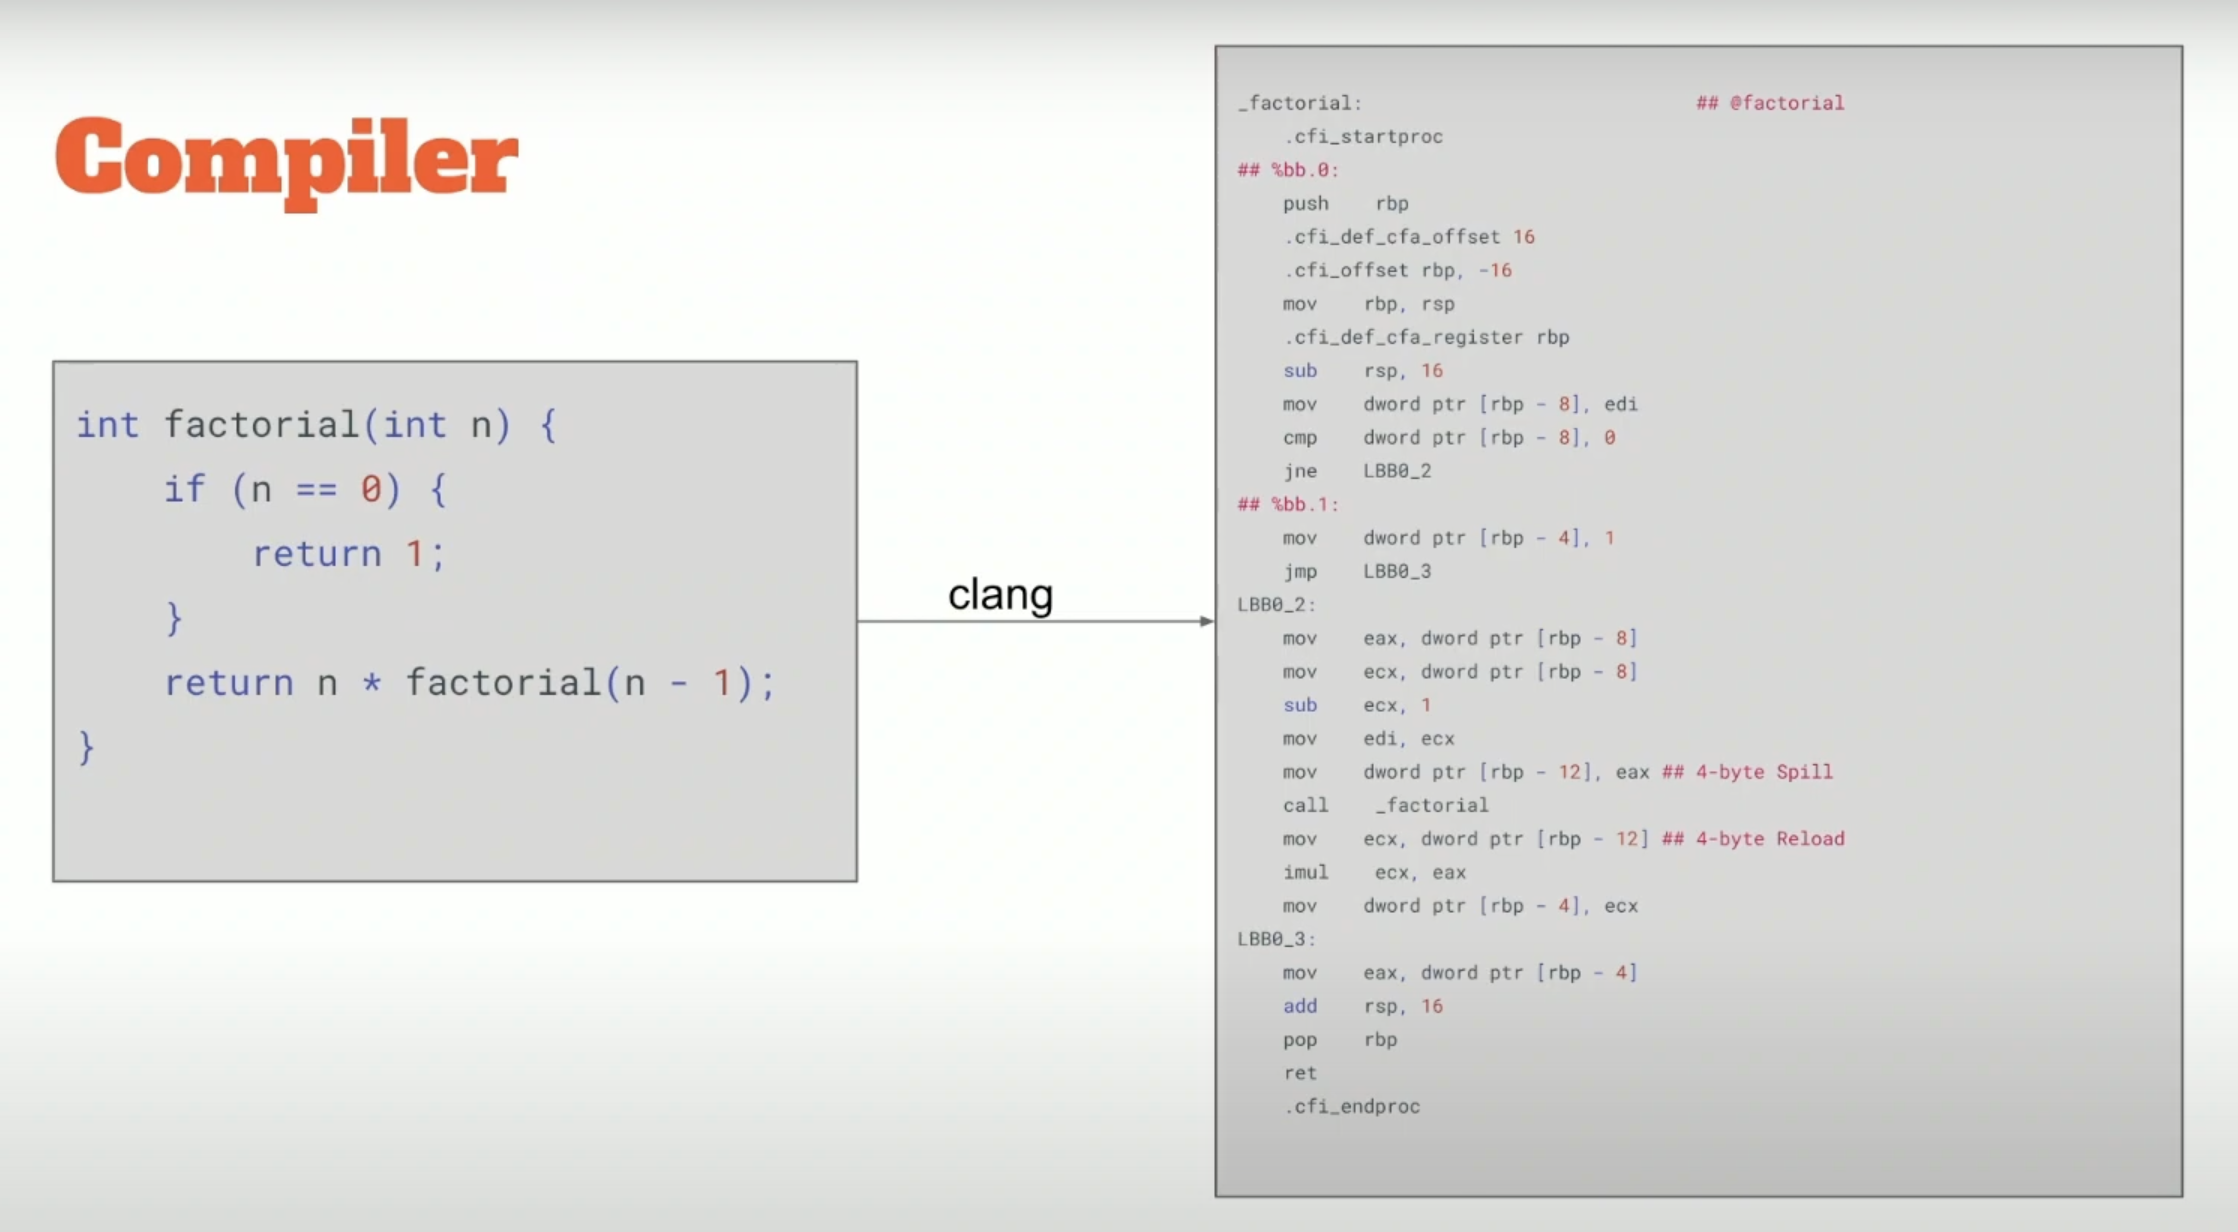 Compiler
int factorial(int n) {
    if (n == 0) {
        return 1;
    }
    return n * factorial(n - 1);
}
clang
_factorial:                             ## @factorial
    .cfi_startproc
## %bb.0:
    push    rbp
    .cfi_def_cfa_offset 16
    .cfi_offset rbp, -16
    mov    rbp, rsp
    .cfi_def_cfa_register rbp
    sub    rsp, 16
    mov    dword ptr [rbp - 8], edi
    cmp    dword ptr [rbp - 8], 0
    jne    LBB0_2
## %bb.1:
    mov    dword ptr [rbp - 4], 1
    jmp    LBB0_3
LBB0_2:
    mov    eax, dword ptr [rbp - 8]
    mov    ecx, dword ptr [rbp - 8]
    sub    ecx, 1
    mov    edi, ecx
    mov    dword ptr [rbp - 12], eax ## 4-byte Spill
    call    _factorial
    mov    ecx, dword ptr [rbp - 12] ## 4-byte Reload
    imul    ecx, eax
    mov    dword ptr [rbp - 4], ecx
LBB0_3:
    mov    eax, dword ptr [rbp - 4]
    add    rsp, 16
    pop    rbp
    ret
    .cfi_endproc